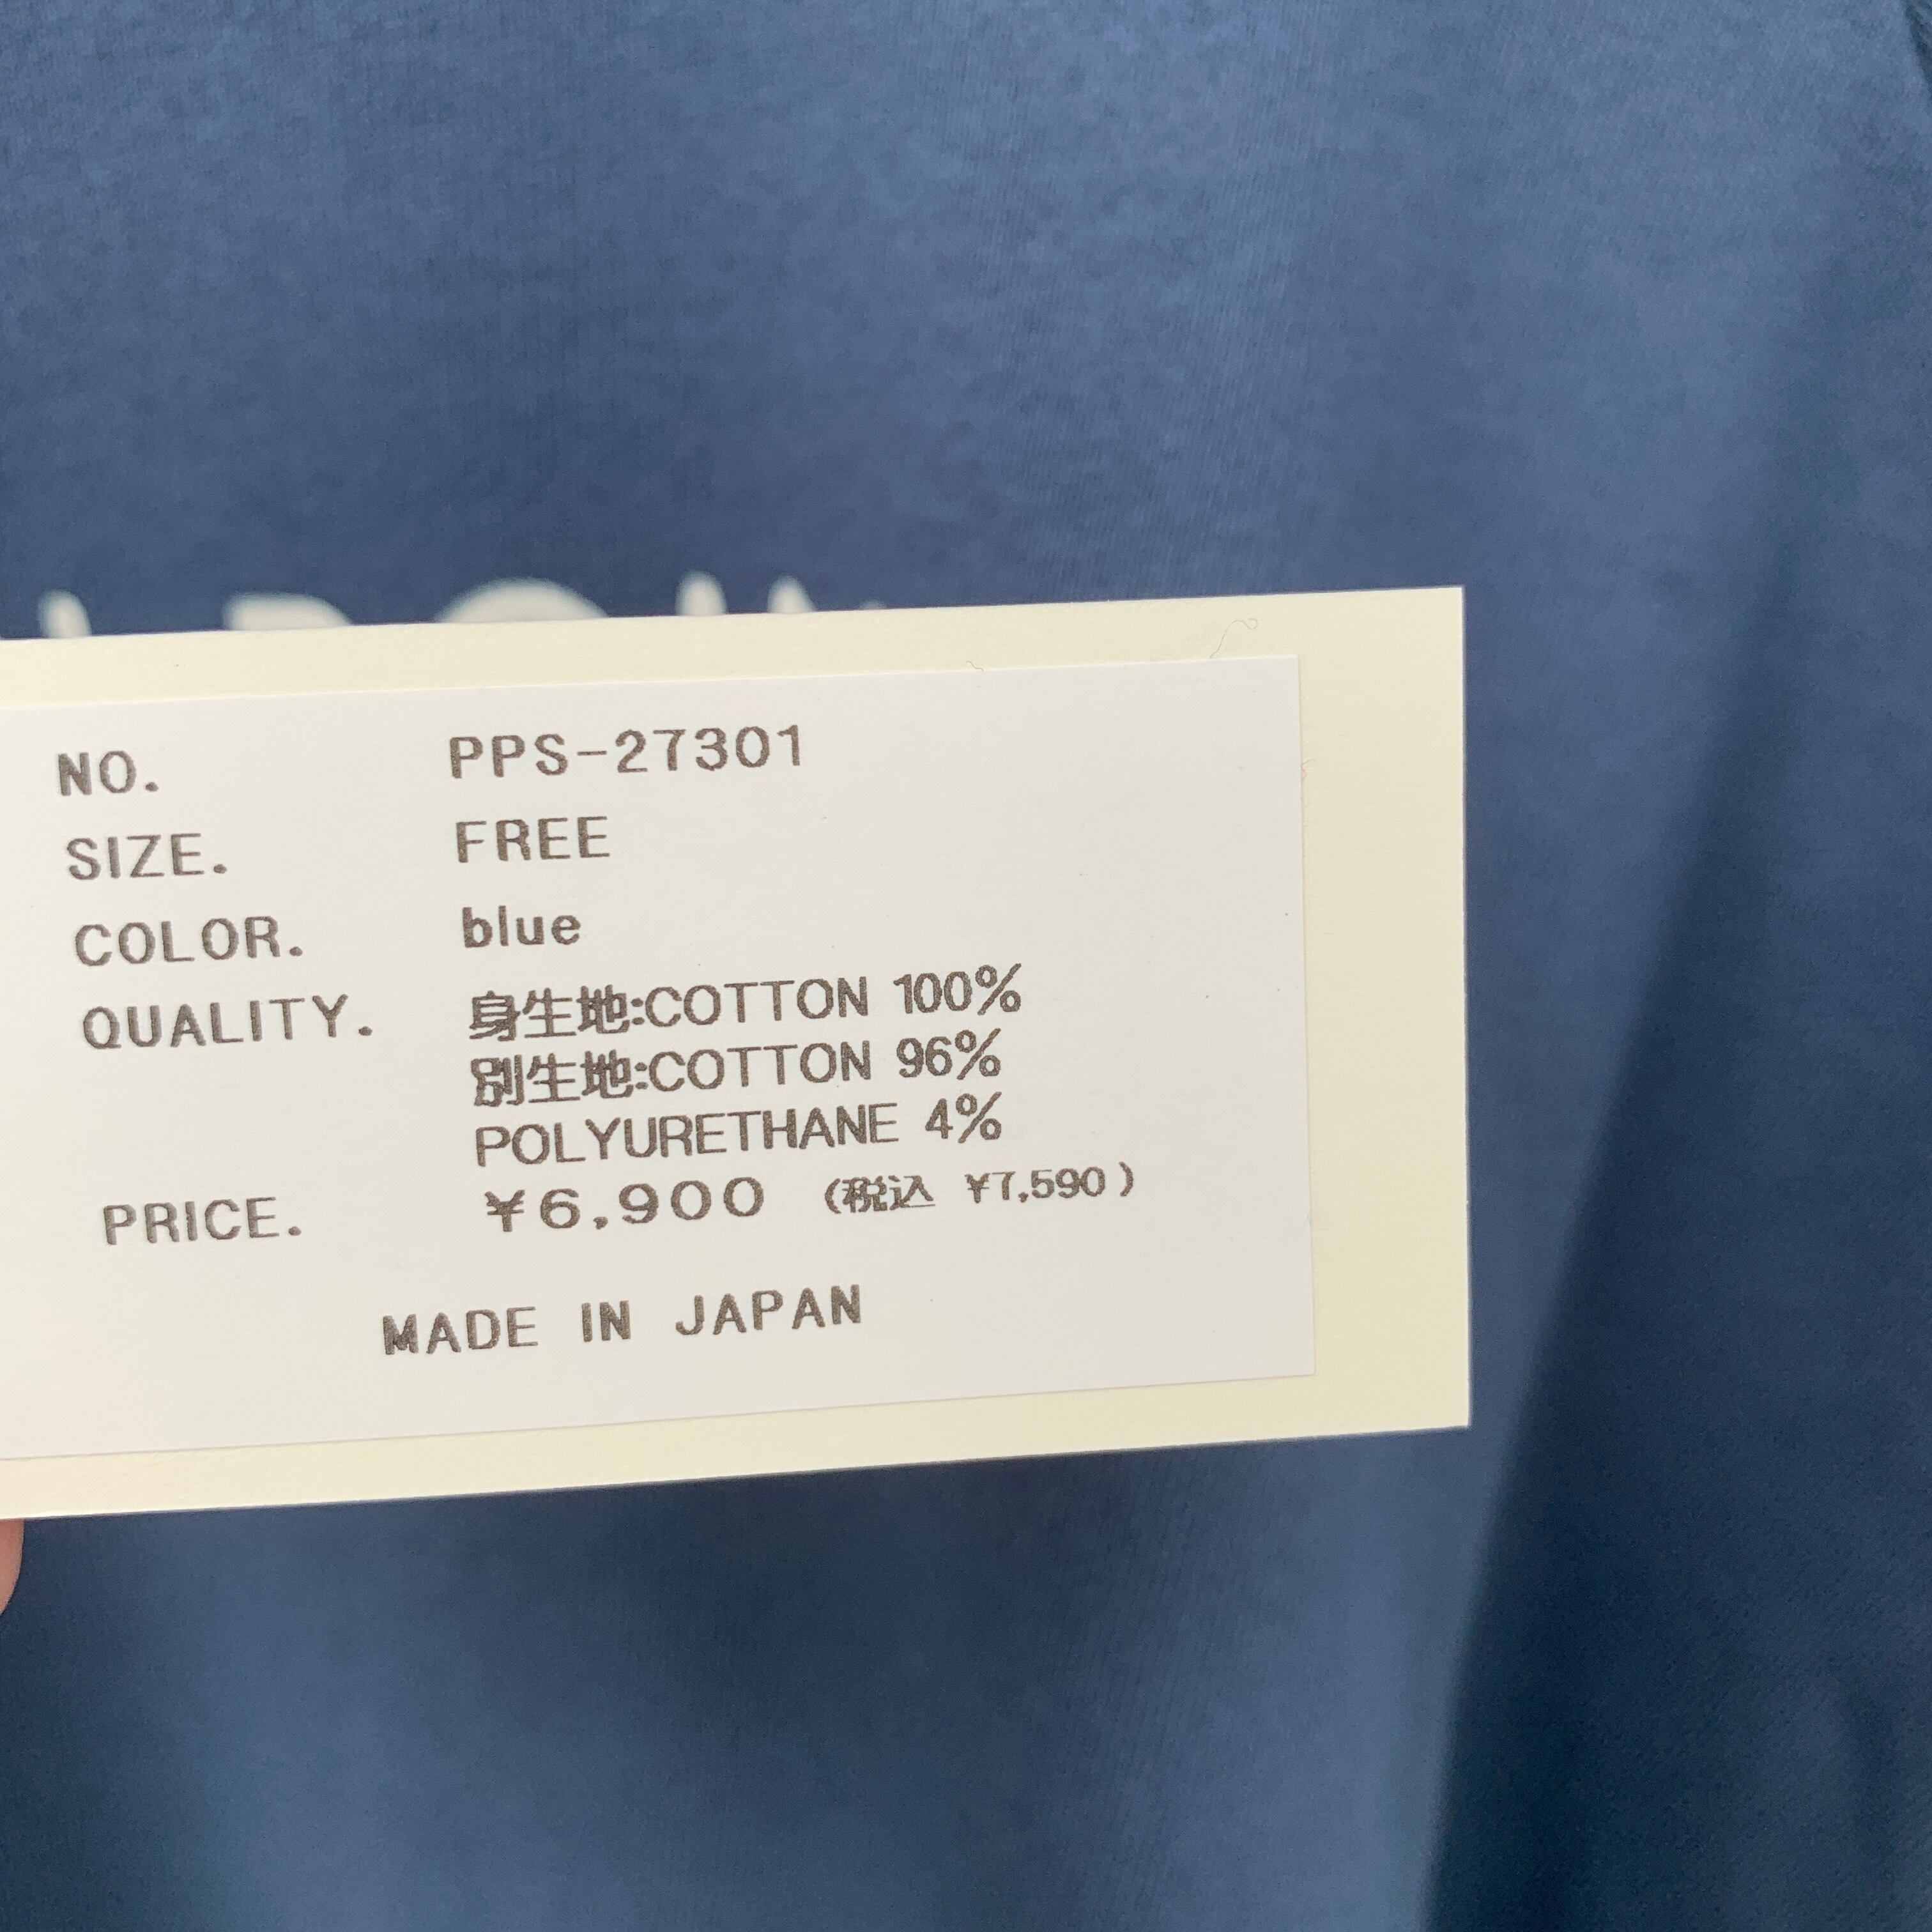 NO. PPS-27301
SIZE. FREE
COLOR. blue
QUALITY. 身生地:COTTON 100%
別生地:COTTON 96%
POLYURETHANE 4%
PRICE. ¥6,900 (税込 ¥7,590)
MADE IN JAPAN